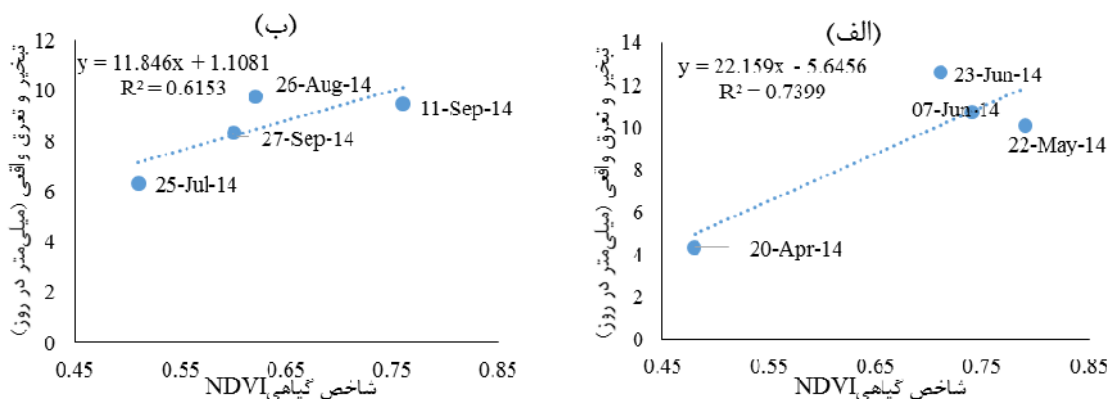 (ب)
تبخیر و تعرق واقعی (میلی‌متر در روز)
12
10
8
6
4
2
0
y = 11.846x + 1.1081
R² = 0.6153
26-Aug-14
11-Sep-14
27-Sep-14
25-Jul-14
0.45 0.55 0.65 0.75 0.85
شاخص گیاهیNDVI
(الف)
تبخیر و تعرق واقعی (میلی‌متر در روز)
14
12
10
8
6
4
2
0
y = 22.159x - 5.6456
R² = 0.7399
23-Jun-14
07-Jun-14
22-May-14
20-Apr-14
0.45 0.55 0.65 0.75 0.85
شاخص گیاهیNDVI